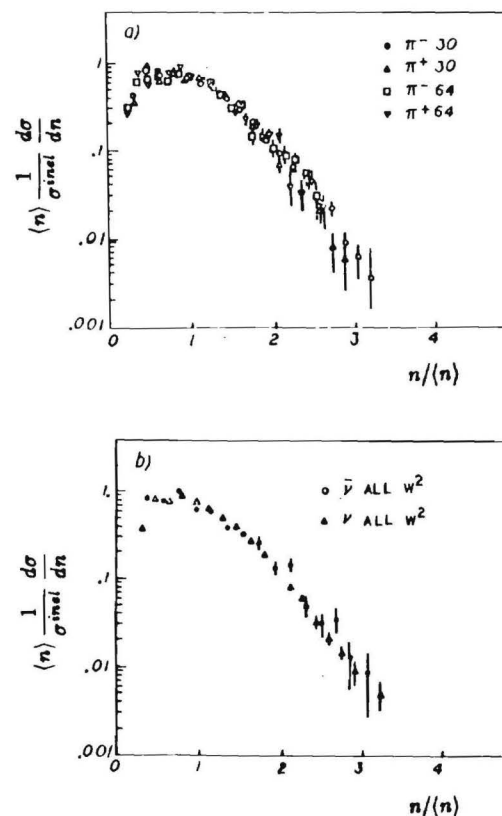 a)
● π⁻ 30
▲ π⁺ 30
□ π⁻ 64
▼ π⁺ 64
1
.1
.01
.001
0 1 2 3 4
⟨n⟩ 1/σ^inel dσ/dn
n/⟨n⟩
b)
○ ν̄ ALL W²
▲ ν ALL W²
1.
.1
.01
.001
0 1 2 3 4
⟨n⟩ 1/σ^inel dσ/dn
n/⟨n⟩